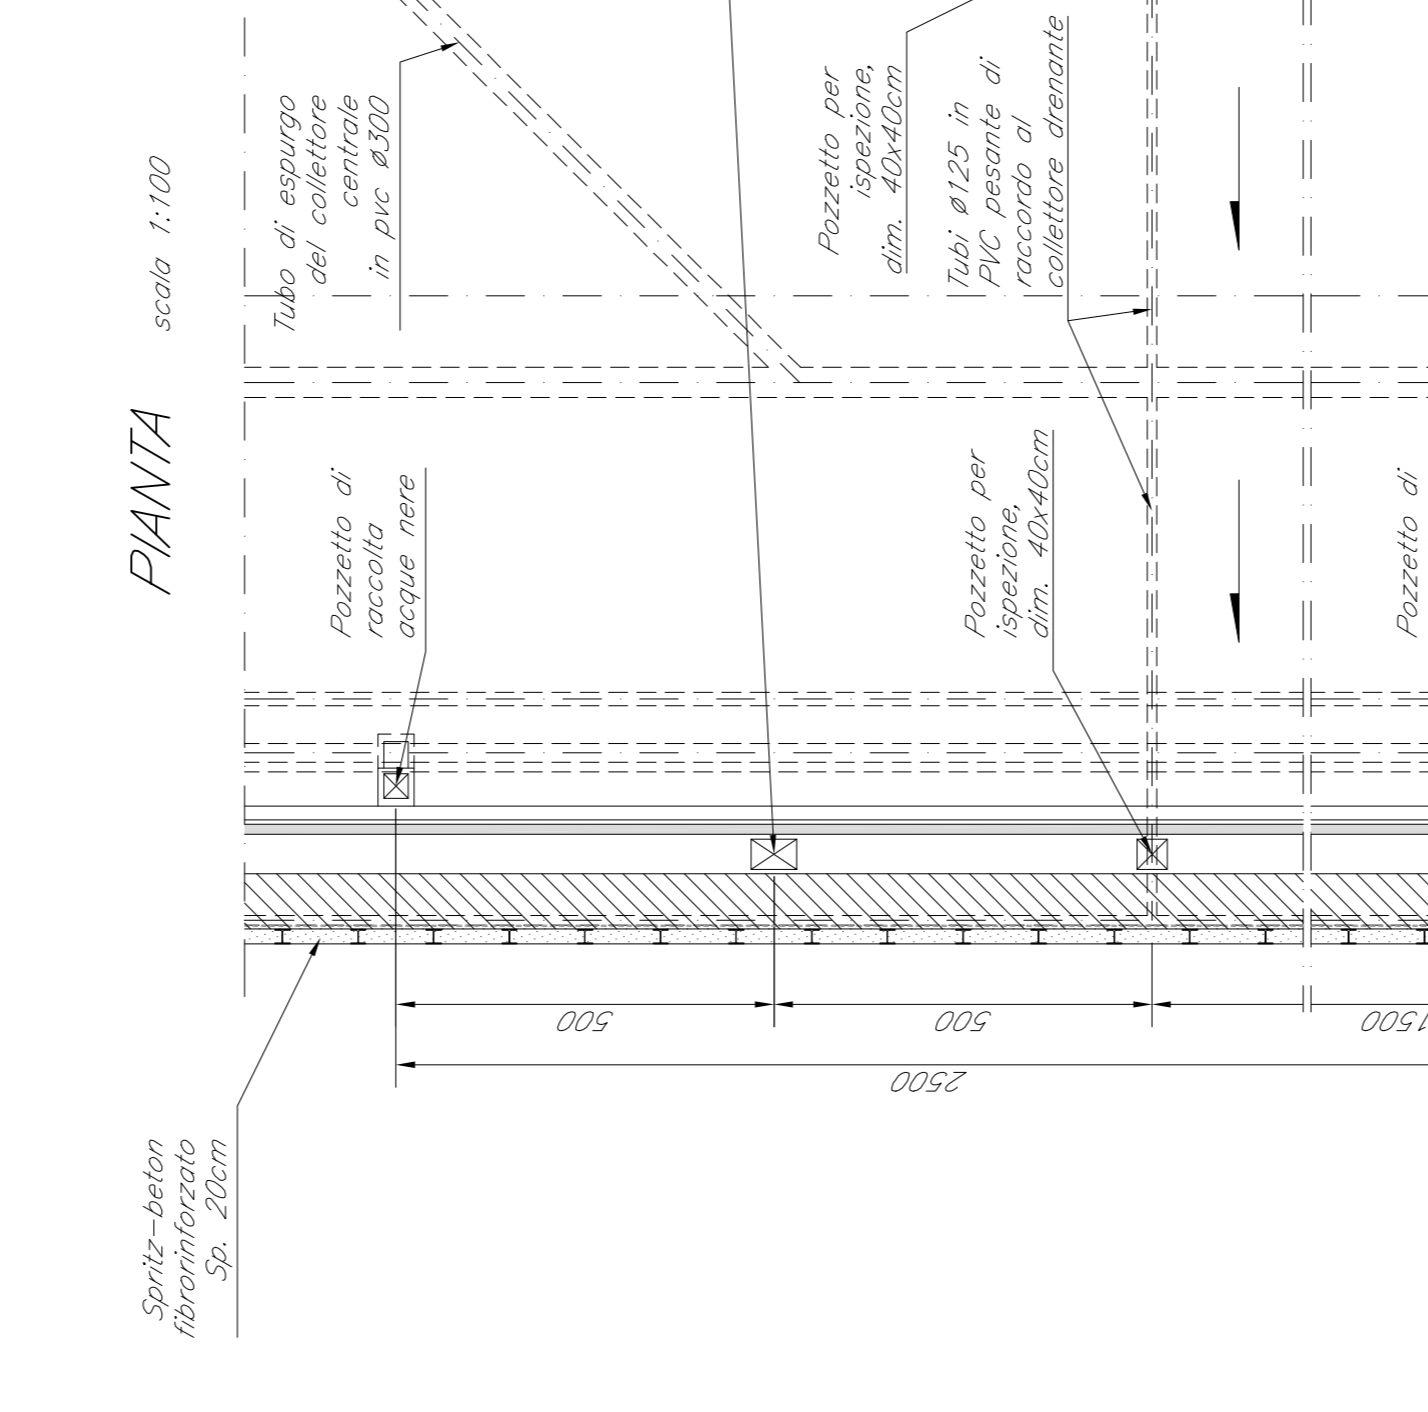 PIANTA scala 1:100
Tubo di espurgo
del collettore
centrale
in pvc ø300
Pozzetto per
ispezione,
dim. 40x40cm
Tubi ø125 in
PVC pesante di
raccordo al
collettore drenante
Pozzetto di
raccolta
acque nere
Pozzetto per
ispezione,
dim. 40x40cm
Pozzetto di
500
500
1500
2500
Spritz-beton
fibrorinforzato
Sp. 20cm